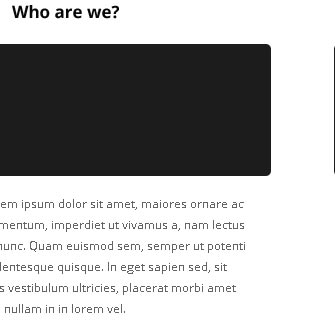 Who are we?
em ipsum dolor sit amet, maiores ornare ac
mentum, imperdiet ut vivamus a, nam lectus
nunc. Quam euismod sem, semper ut potenti
lentesque quisque. In eget sapien sed, sit
s vestibulum ultricies, placerat morbi amet
nullam in in lorem vel.